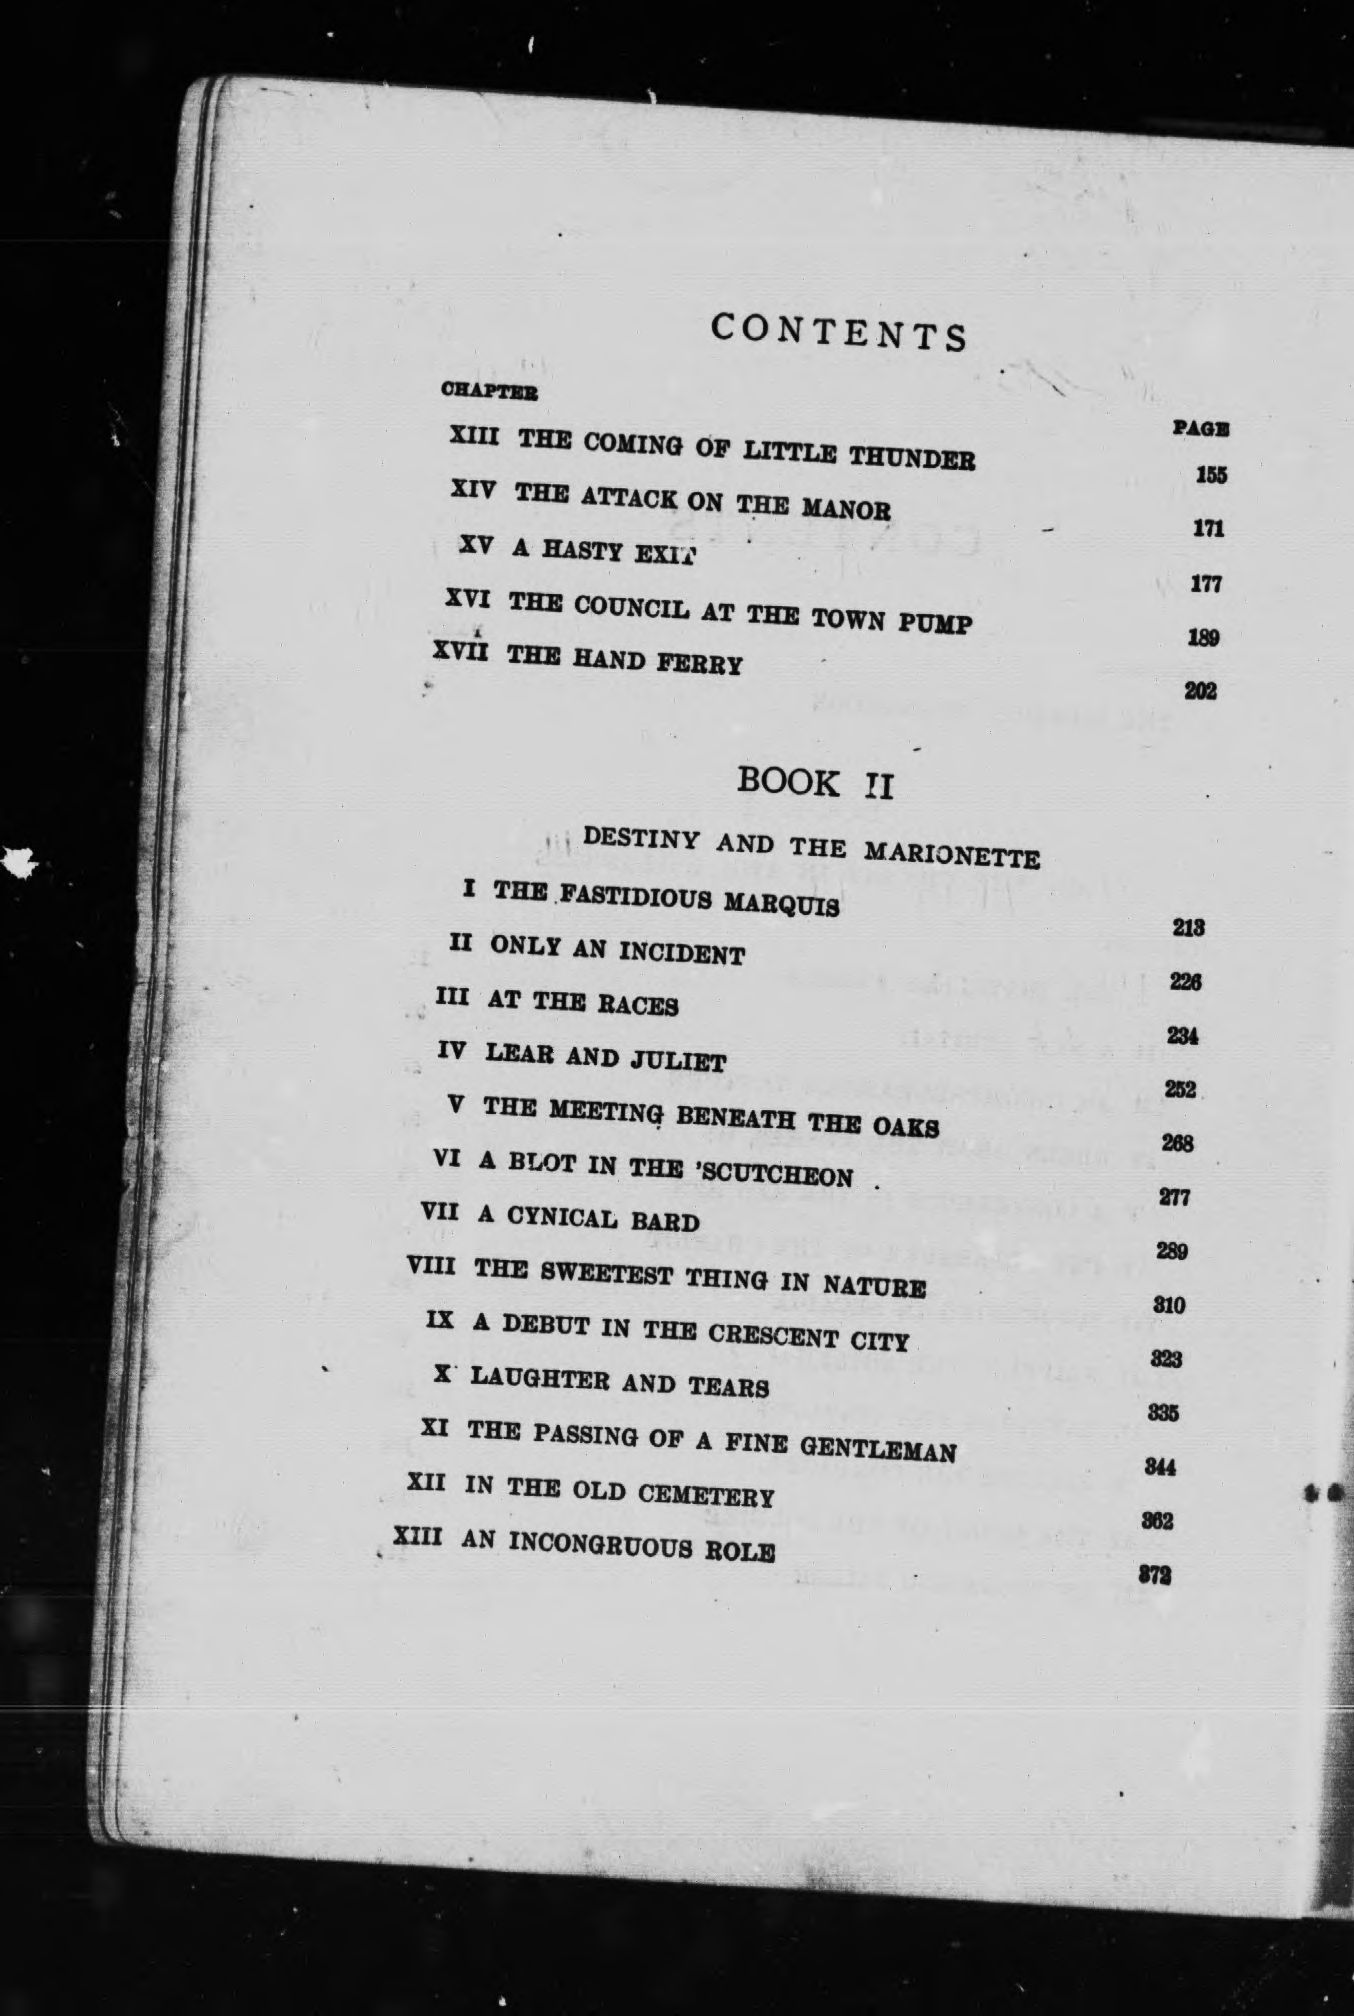 CONTENTS
CHAPTER PAGE
XIII THE COMING OF LITTLE THUNDER 155
XIV THE ATTACK ON THE MANOR 171
XV A HASTY EXIT 177
XVI THE COUNCIL AT THE TOWN PUMP 189
XVII THE HAND FERRY 202
BOOK II
DESTINY AND THE MARIONETTE
I THE FASTIDIOUS MARQUIS 213
II ONLY AN INCIDENT 226
III AT THE RACES 234
IV LEAR AND JULIET 252
V THE MEETING BENEATH THE OAKS 268
VI A BLOT IN THE 'SCUTCHEON 277
VII A CYNICAL BARD 289
VIII THE SWEETEST THING IN NATURE 310
IX A DEBUT IN THE CRESCENT CITY 323
X LAUGHTER AND TEARS 335
XI THE PASSING OF A FINE GENTLEMAN 344
XII IN THE OLD CEMETERY 362
XIII AN INCONGRUOUS ROLE 372